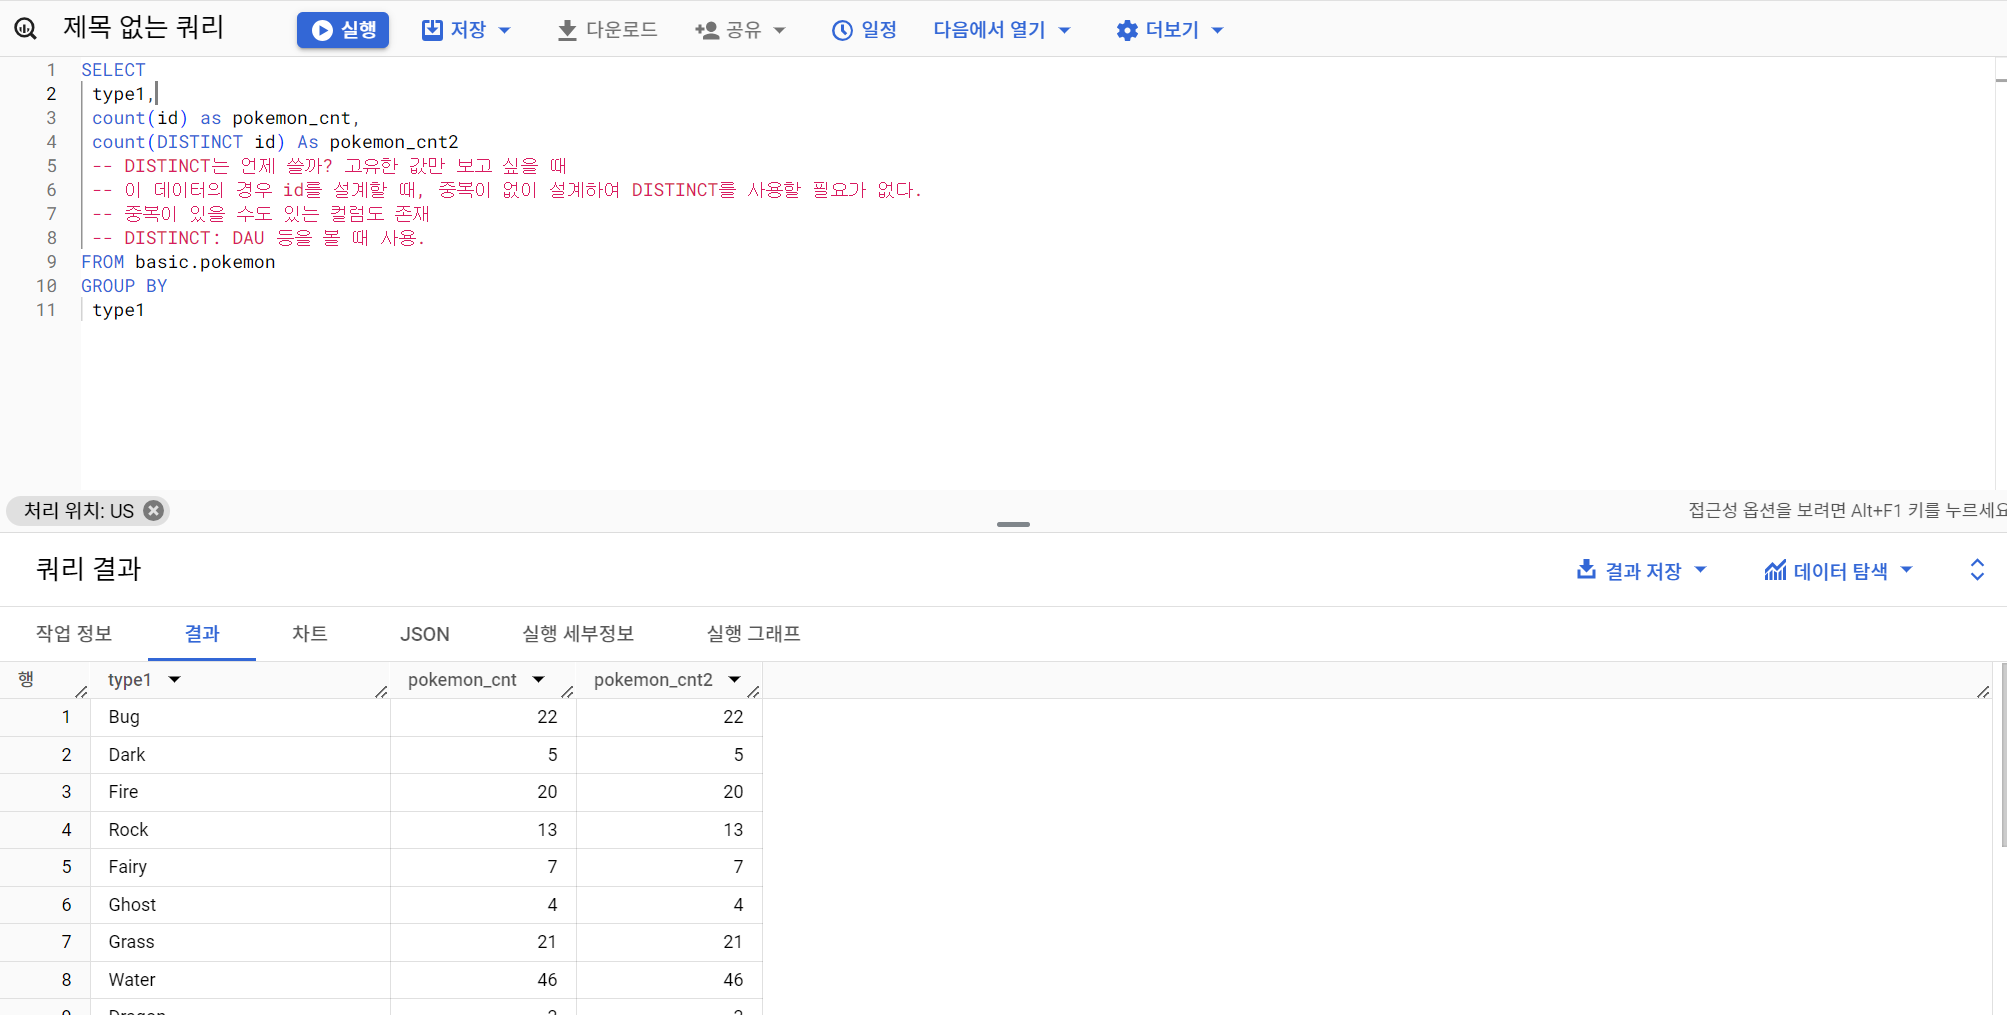 제목 없는 쿼리 실행 저장 다운로드 공유 일정 다음에서 열기 더보기
1 SELECT
2 type1,
3 count(id) as pokemon_cnt,
4 count(DISTINCT id) As pokemon_cnt2
5 -- DISTINCT는 언제 쓸까? 고유한 값만 보고 싶을 때
6 -- 이 데이터의 경우 id를 설계할 때, 중복이 없이 설계하여 DISTINCT를 사용할 필요가 없다.
7 -- 중복이 있을 수도 있는 컬럼도 존재
8 -- DISTINCT: DAU 등을 볼 때 사용.
9 FROM basic.pokemon
10 GROUP BY
11 type1
처리 위치: US 접근성 옵션을 보려면 Alt+F1 키를 누르세요
쿼리 결과 결과 저장 데이터 탐색
작업 정보 결과 차트 JSON 실행 세부정보 실행 그래프
행 type1 pokemon_cnt pokemon_cnt2
1 Bug 22 22
2 Dark 5 5
3 Fire 20 20
4 Rock 13 13
5 Fairy 7 7
6 Ghost 4 4
7 Grass 21 21
8 Water 46 46
9 Dragon